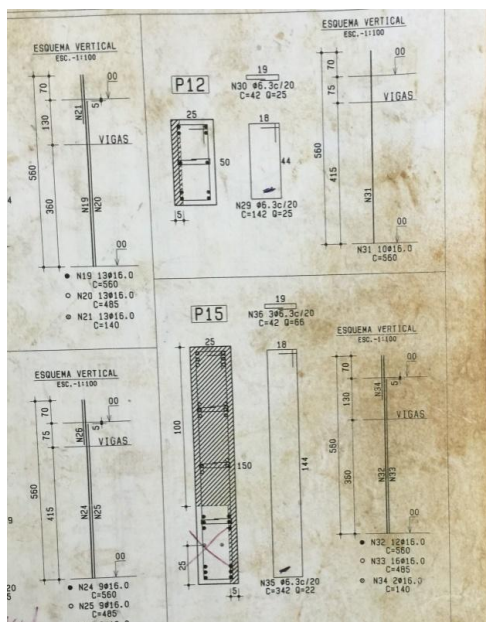 ESQUEMA VERTICAL
ESC.-1:100
00
70
5
N21
130
VIGAS
560
360
N19
N20
00
N19 13ø16.0
C=560
N20 13ø16.0
C=485
N21 13ø16.0
C=140
P12
19
N30 ø6.3c/20
C=42 Q=25
25
50
5
18
44
N29 ø6.3c/20
C=142 Q=25
ESQUEMA VERTICAL
ESC.-1:100
00
70
75
VIGAS
560
415
N31
00
N31 10ø16.0
C=560
ESQUEMA VERTICAL
ESC.-1:100
00
70
5
N26
75
VIGAS
560
415
N24
N25
00
N24 9ø16.0
C=560
N25 9ø16.0
C=485
P15
19
N36 3ø6.3c/20
C=42 Q=66
25
100
150
25
5
18
144
N35 ø6.3c/20
C=342 Q=22
ESQUEMA VERTICAL
ESC.-1:100
00
70
5
N34
130
VIGAS
560
360
N32
N33
00
N32 12ø16.0
C=560
N33 16ø16.0
C=485
N34 2ø16.0
C=140